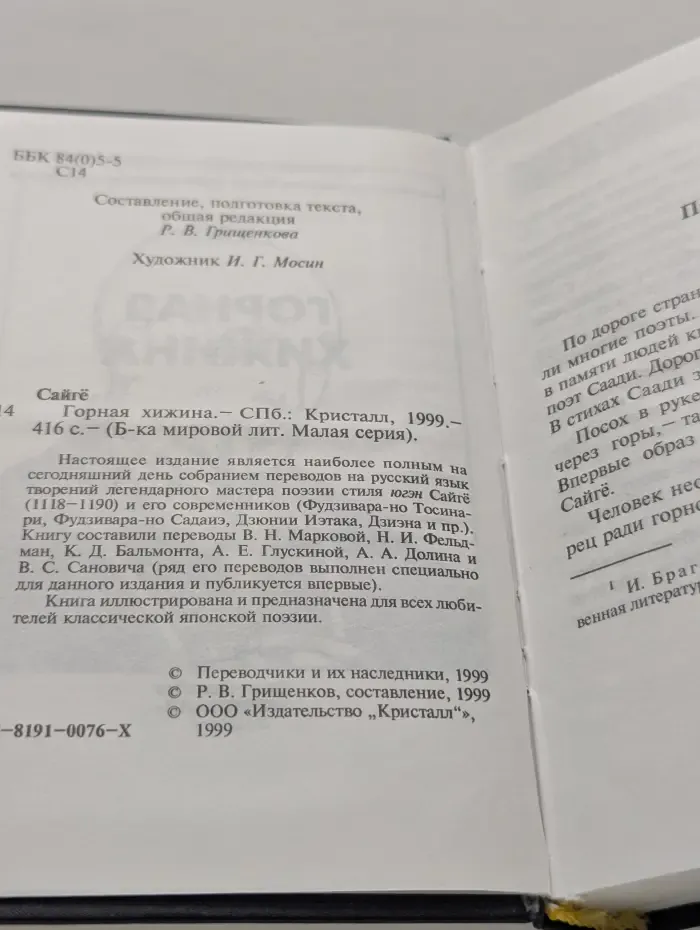 ББК 84(0)5-5
С14
Составление, подготовка текста,
общая редакция
Р. В. Грищенкова
Художник И. Г. Мосин
Сайгё
14 Горная хижина.— СПб.: Кристалл, 1999.—
416 с.— (Б-ка мировой лит. Малая серия).
Настоящее издание является наиболее полным на
сегодняшний день собранием переводов на русский язык
творений легендарного мастера поэзии стиля югэн Сайгё
(1118—1190) и его современников (Фудзивара-но Тосина-
ри, Фудзивара-но Садаиэ, Дзюнии Иэтака, Дзиэна и пр.).
Книгу составили переводы В. Н. Марковой, Н. И. Фельд-
ман, К. Д. Бальмонта, А. Е. Глускиной, А. А. Долина и
В. С. Сановича (ряд его переводов выполнен специально
для данного издания и публикуется впервые).
Книга иллюстрирована и предназначена для всех люби-
телей классической японской поэзии.
© Переводчики и их наследники, 1999
© Р. В. Грищенков, составление, 1999
© ООО «Издательство „Кристалл“»,
—8191—0076—Х 1999
П
По дороге стран
ли многие поэты.
в памяти людей к
поэт Саади. Дорог
В стихах Саади з
Посох в руке
через горы,— та
Впервые образ
Сайгё.
Человек нес
рец ради горно
1 И. Браг
венная литерату